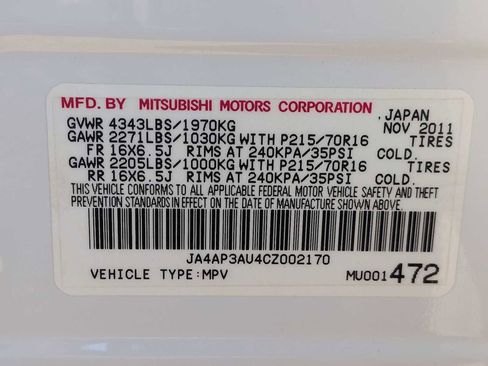 MFD. BY MITSUBISHI MOTORS CORPORATION
GVWR 4343LBS/1970KG JAPAN NOV 2011
GAWR 2271LBS/1030KG WITH P215/70R16 TIRES
FR 16X6.5J RIMS AT 240KPA/35PSI COLD.
GAWR 2205LBS/1000KG WITH P215/70R16 TIRES
RR 16X6.5J RIMS AT 240KPA/35PSI COLD.
THIS VEHICLE CONFORMS TO ALL APPLICABLE FEDERAL MOTOR VEHICLE SAFETY AND THEFT
PREVENTION STANDARDS IN EFFECT ON THE DATE OF MANUFACTURE SHOWN ABOVE.
JA4AP3AU4CZ002170
VEHICLE TYPE:MPV MU001472